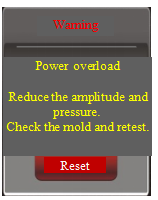 Warning
Power overload
Reduce the amplitude and
pressure.
Check the mold and retest.
Reset